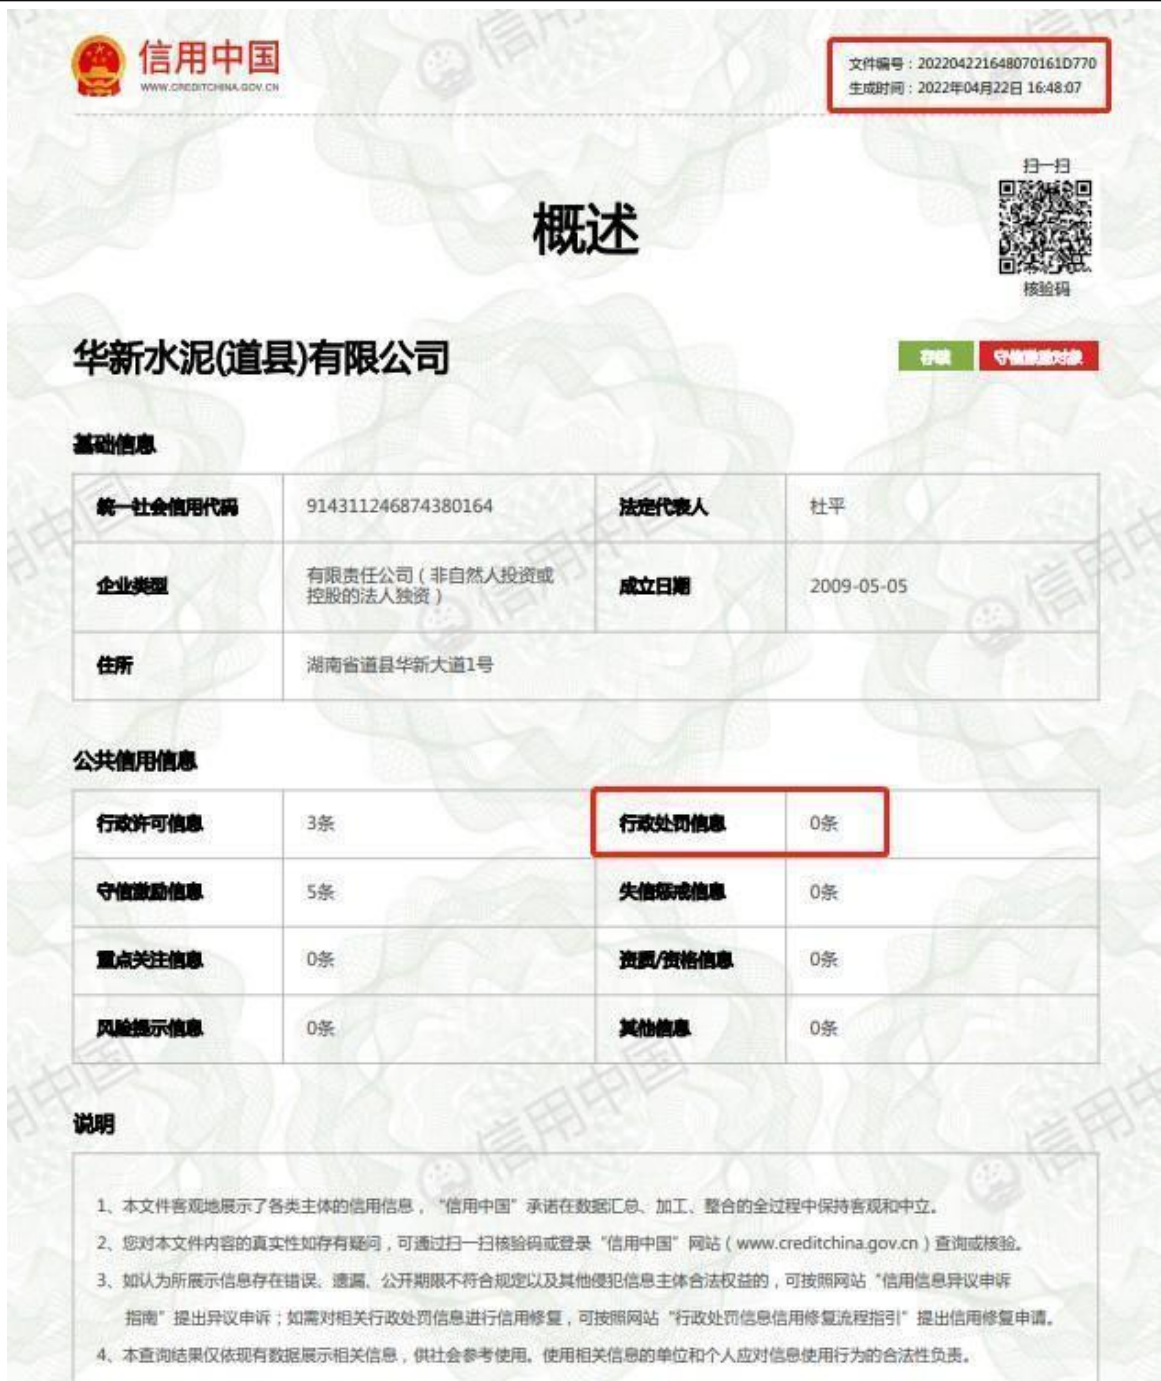 信用中国
WWW.CREDITCHINA.GOV.CN
文件编号：202204221648070161D770
生成时间：2022年04月22日 16:48:07
扫一扫
概述
核验码
华新水泥(道县)有限公司
存续 守信激励对象
基础信息
统一社会信用代码 914311246874380164 法定代表人 杜平
企业类型 有限责任公司（非自然人投资或
控股的法人独资） 成立日期 2009-05-05
住所 湖南省道县华新大道1号
公共信用信息
行政许可信息 3条 行政处罚信息 0条
守信激励信息 5条 失信惩戒信息 0条
重点关注信息 0条 资质/资格信息 0条
风险提示信息 0条 其他信息 0条
说明
1、本文件客观地展示了各类主体的信用信息，“信用中国”承诺在数据汇总、加工、整合的全过程中保持客观和中立。
2、您对本文件内容的真实性如存有疑问，可通过扫一扫核验码或登录“信用中国”网站（www.creditchina.gov.cn）查询或核验。
3、如认为所展示信息存在错误、遗漏、公开期限不符合规定以及其他侵犯信息主体合法权益的，可按照网站“信用信息异议申诉
指南”提出异议申诉；如需对相关行政处罚信息进行信用修复，可按照网站“行政处罚信息信用修复流程指引”提出信用修复申请。
4、本查询结果仅依现有数据展示相关信息，供社会参考使用。使用相关信息的单位和个人应对信息使用行为的合法性负责。